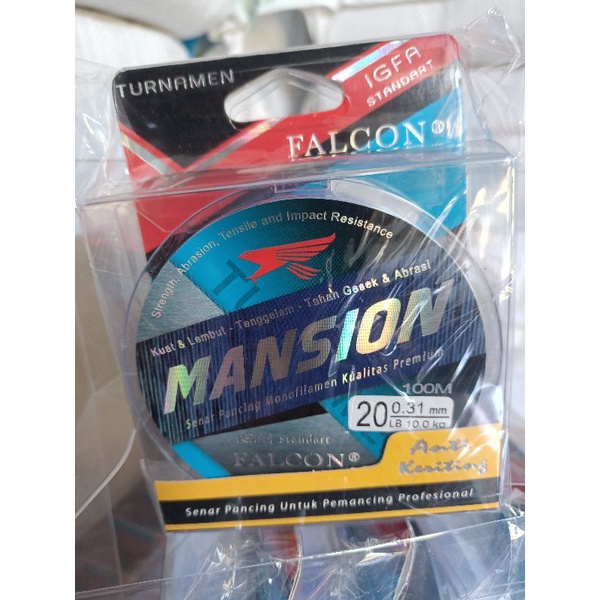 TURNAMEN
IGFA
STANDART
FALCON®
Strength, Abrasion, Tensile and Impact Resistance
Kuat & Lembut - Tenggelam - Tahan Gesek & Abrasi
MANSION
Senar Pancing Monofilamen Kualitas Premium
100M
20 0.31 mm
LB 10.0 kg
IGFA Standart
FALCON®
Anti
Keriting
Senar Pancing Untuk Pemancing Profesional